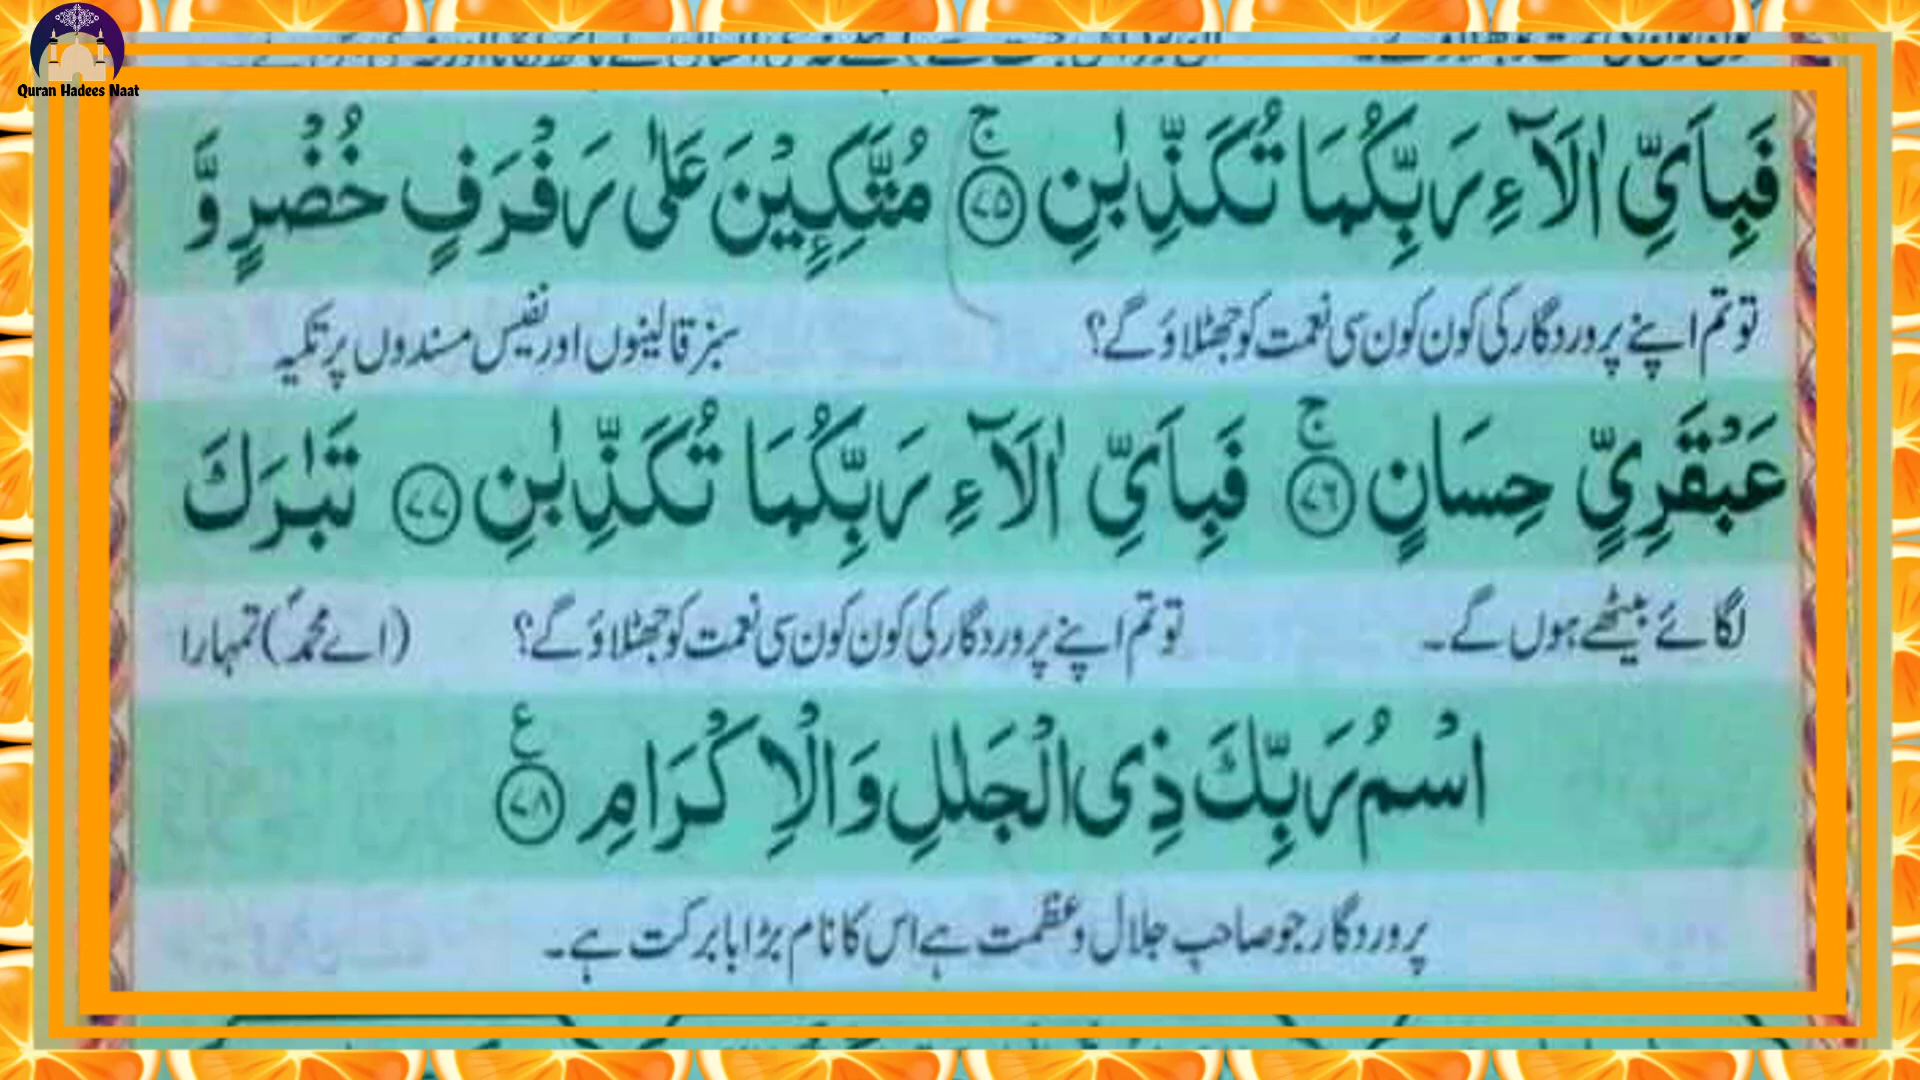 Quran Hadees Naat
فَبِاَيِّ اٰلَآءِ رَبِّكُمَا تُكَذِّبٰنِ ۚ ﴿۷۵﴾ مُتَّكِـِٕيْنَ عَلٰى رَفْرَفٍ خُضْرٍ وَّ
تو تم اپنے پروردگار کی کون کون سی نعمت کو جھٹلاؤ گے؟ سبز قالینوں اور نفیس مسندوں پر تکیہ
عَبْقَرِيٍّ حِسَانٍ ۚ ﴿۷۶﴾ فَبِاَيِّ اٰلَآءِ رَبِّكُمَا تُكَذِّبٰنِ ﴿۷۷﴾ تَبٰرَكَ
لگائے بیٹھے ہوں گے۔ تو تم اپنے پروردگار کی کون کون سی نعمت کو جھٹلاؤ گے؟ (اے محمدؐ) تمہارا
اسْمُ رَبِّكَ ذِى الْجَلٰلِ وَالْاِكْرَامِ ﴿۷۸﴾ ع
پروردگار جو صاحب جلال و عظمت ہے اس کا نام بڑا بابرکت ہے۔